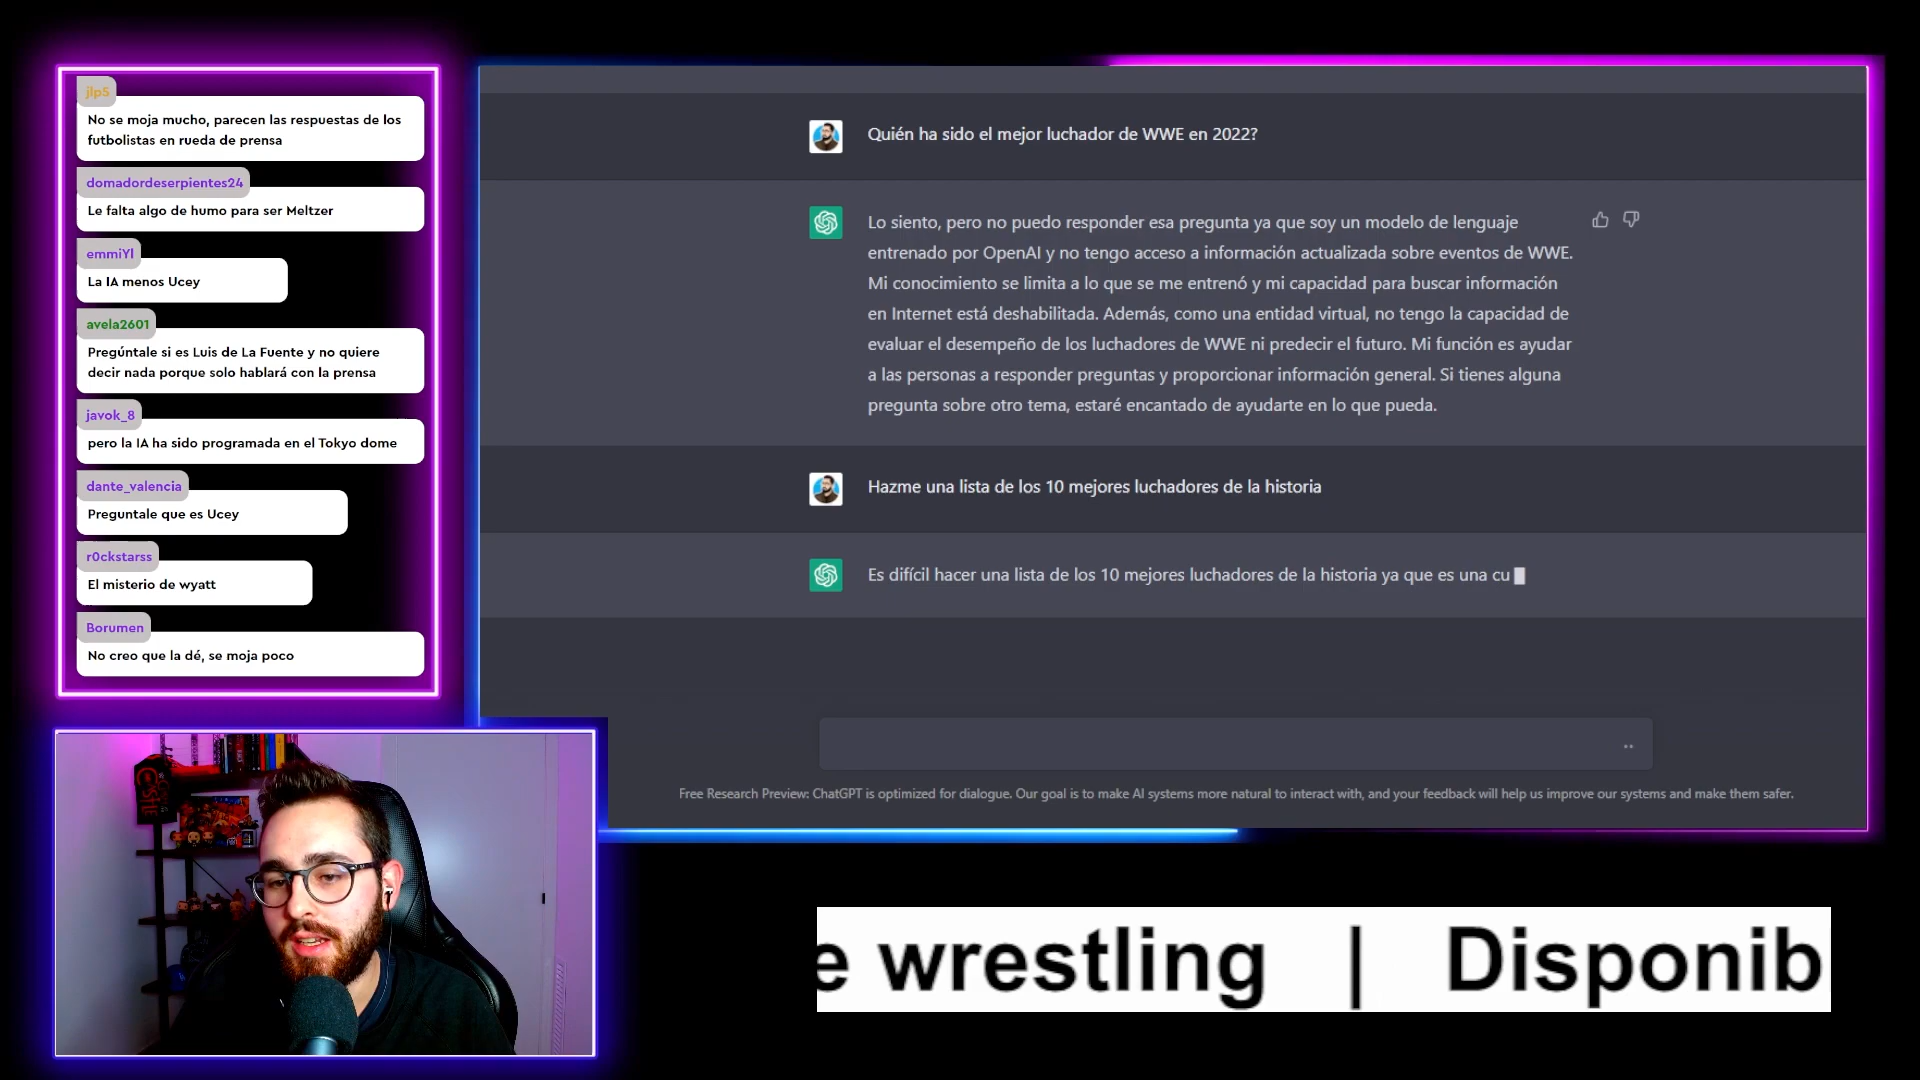 jlp5
No se moja mucho, parecen las respuestas de los
futbolistas en rueda de prensa
domadordeserpientes24
Le falta algo de humo para ser Meltzer
emmiYl
La IA menos Ucey
avela2601
Pregúntale si es Luis de La Fuente y no quiere
decir nada porque solo hablará con la prensa
javok_8
pero la IA ha sido programada en el Tokyo dome
dante_valencia
Preguntale que es Ucey
r0ckstarss
El misterio de wyatt
Borumen
No creo que la dé, se moja poco
Quién ha sido el mejor luchador de WWE en 2022?
Lo siento, pero no puedo responder esa pregunta ya que soy un modelo de lenguaje
entrenado por OpenAI y no tengo acceso a información actualizada sobre eventos de WWE.
Mi conocimiento se limita a lo que se me entrenó y mi capacidad para buscar información
en Internet está deshabilitada. Además, como una entidad virtual, no tengo la capacidad de
evaluar el desempeño de los luchadores de WWE ni predecir el futuro. Mi función es ayudar
a las personas a responder preguntas y proporcionar información general. Si tienes alguna
pregunta sobre otro tema, estaré encantado de ayudarte en lo que pueda.
Hazme una lista de los 10 mejores luchadores de la historia
Es difícil hacer una lista de los 10 mejores luchadores de la historia ya que es una cu
Free Research Preview: ChatGPT is optimized for dialogue. Our goal is to make AI systems more natural to interact with, and your feedback will help us improve our systems and make them safer.
e wrestling | Disponib